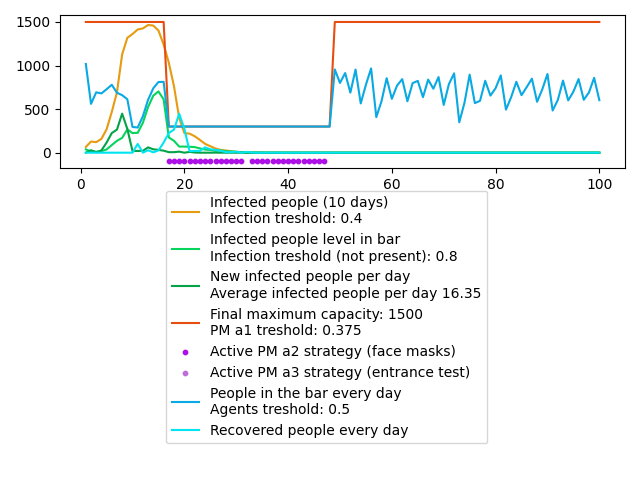 1500
1000
500
0
0 20 40 60 80 100
Infected people (10 days)
Infection treshold: 0.4
Infected people level in bar
Infection treshold (not present): 0.8
New infected people per day
Average infected people per day 16.35
Final maximum capacity: 1500
PM a1 treshold: 0.375
Active PM a2 strategy (face masks)
Active PM a3 strategy (entrance test)
People in the bar every day
Agents treshold: 0.5
Recovered people every day